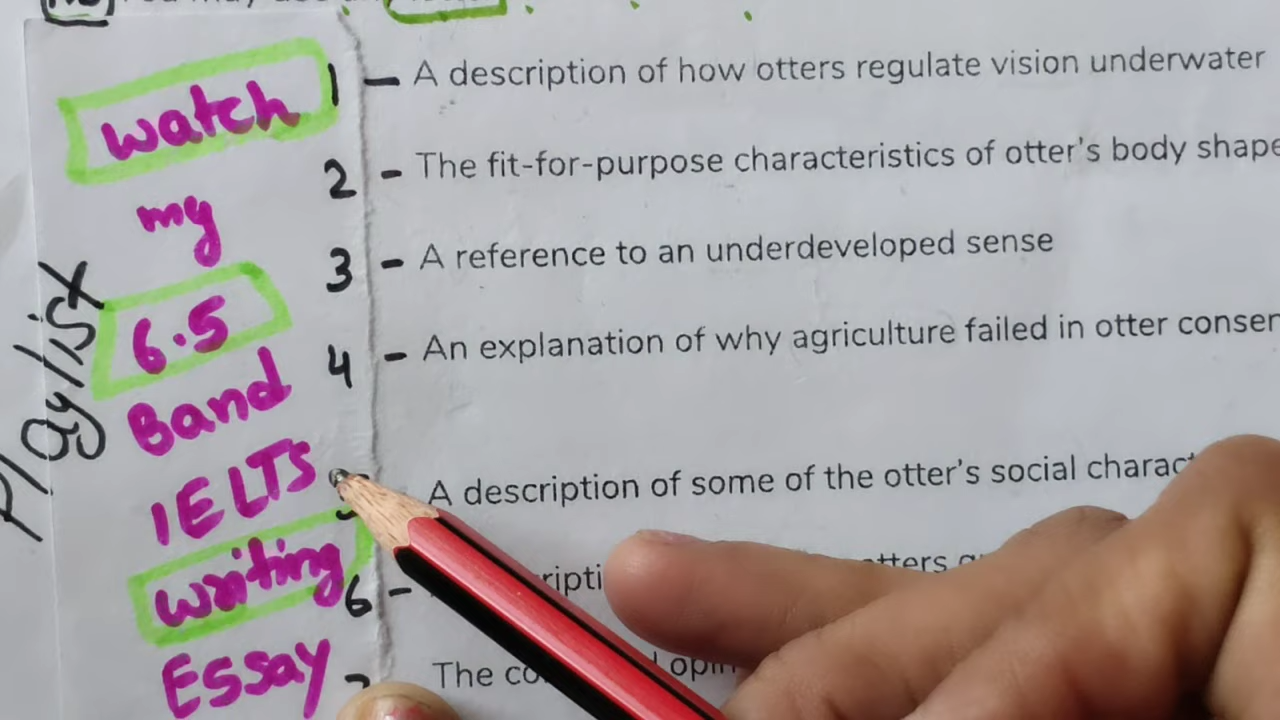 watch
my
6.5
Band
IELTS
writing
Essay
Playlist
1 - A description of how otters regulate vision underwater
2 - The fit-for-purpose characteristics of otter's body shape
3 - A reference to an underdeveloped sense
4 - An explanation of why agriculture failed in otter conser
A description of some of the otter's social charact
6 -
The